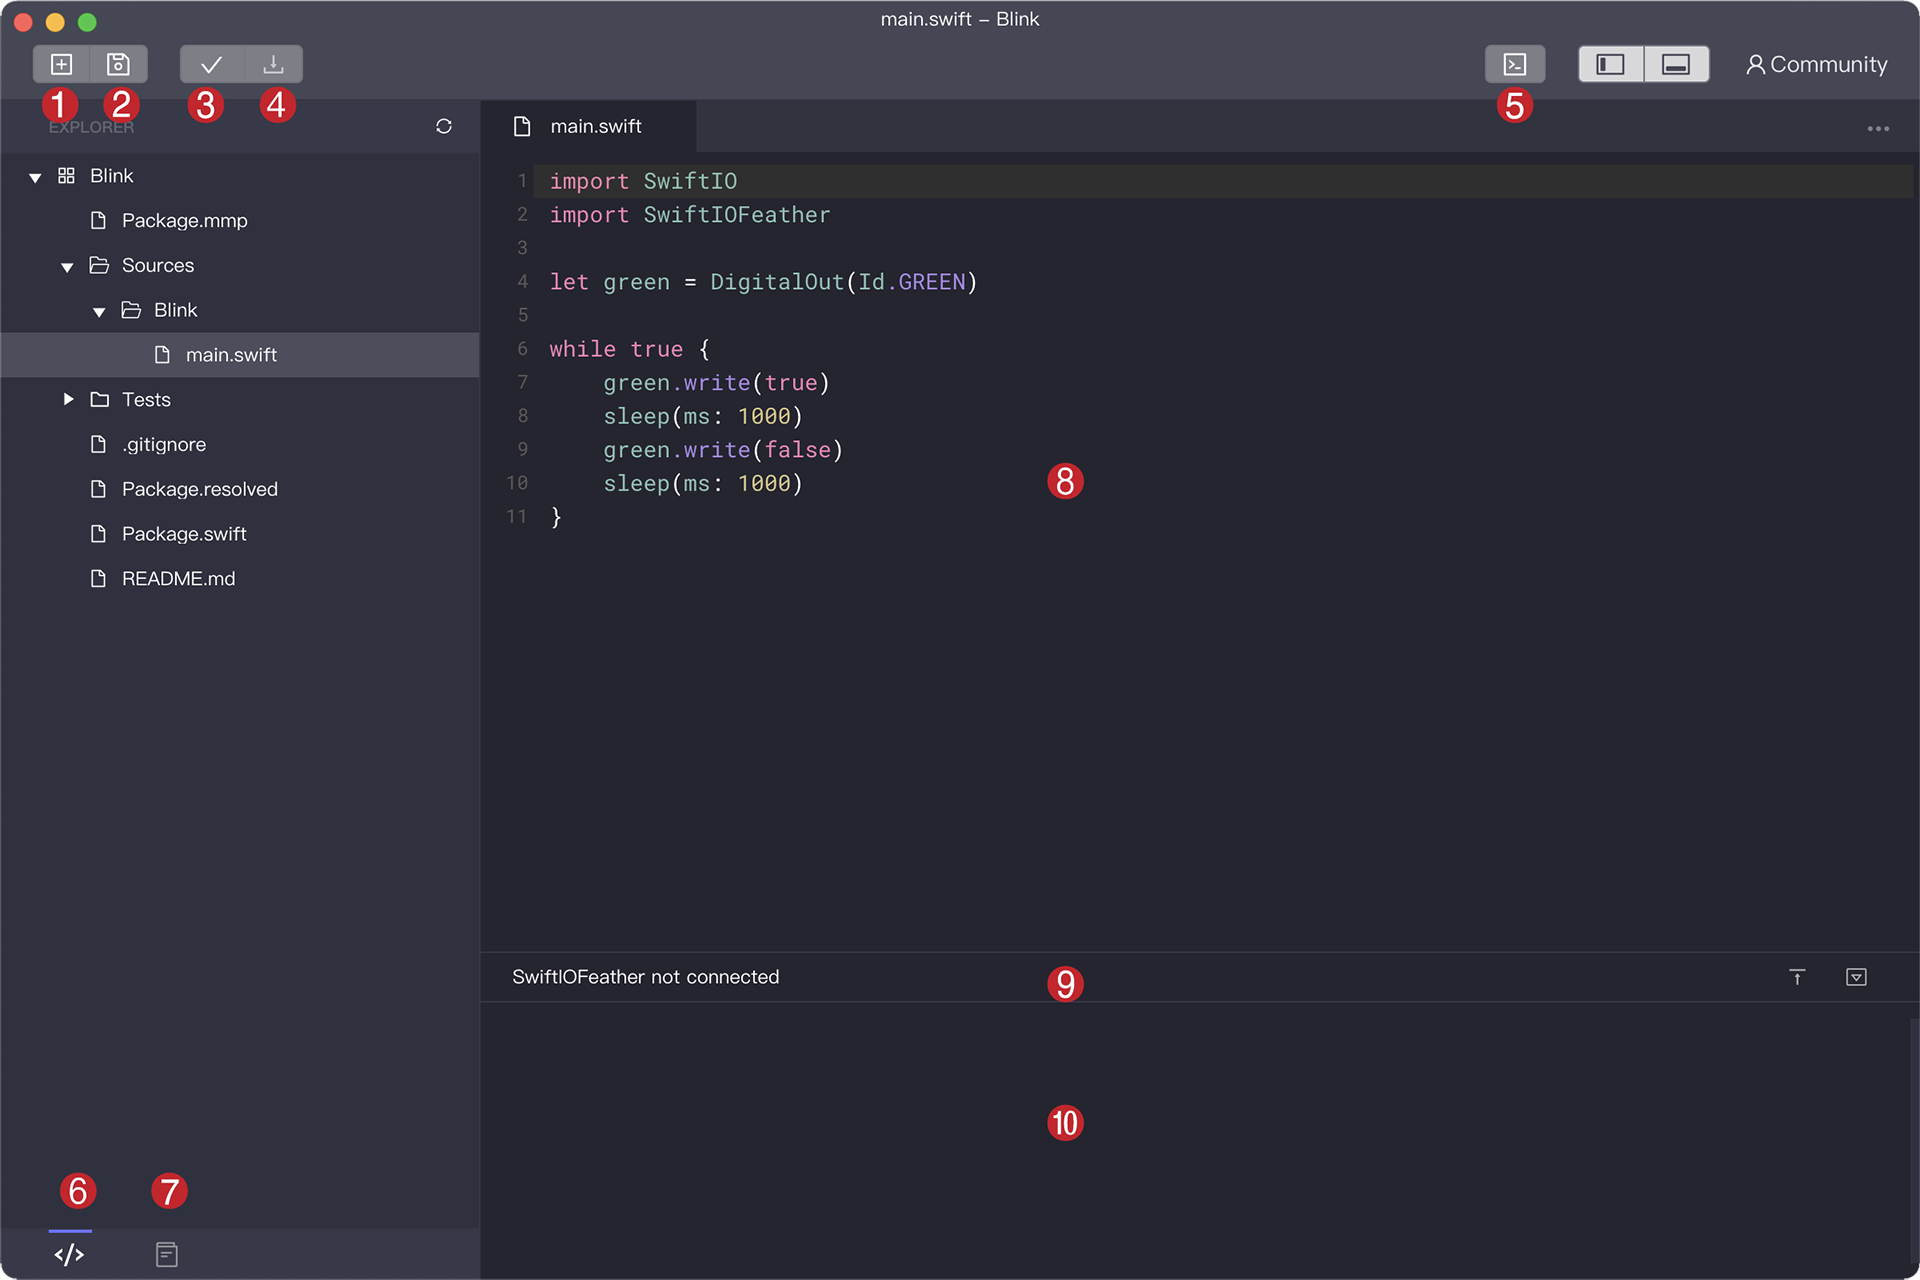 main.swift – Blink
Community
1 2 3 4 5
EXPLORER
main.swift
Blink
Package.mmp
Sources
Blink
main.swift
Tests
.gitignore
Package.resolved
Package.swift
README.md
1 import SwiftIO
2 import SwiftIOFeather
3
4 let green = DigitalOut(Id.GREEN)
5
6 while true {
7     green.write(true)
8     sleep(ms: 1000)
9     green.write(false)
10     sleep(ms: 1000)
11 }
8
SwiftIOFeather not connected
9
10
6 7
</>